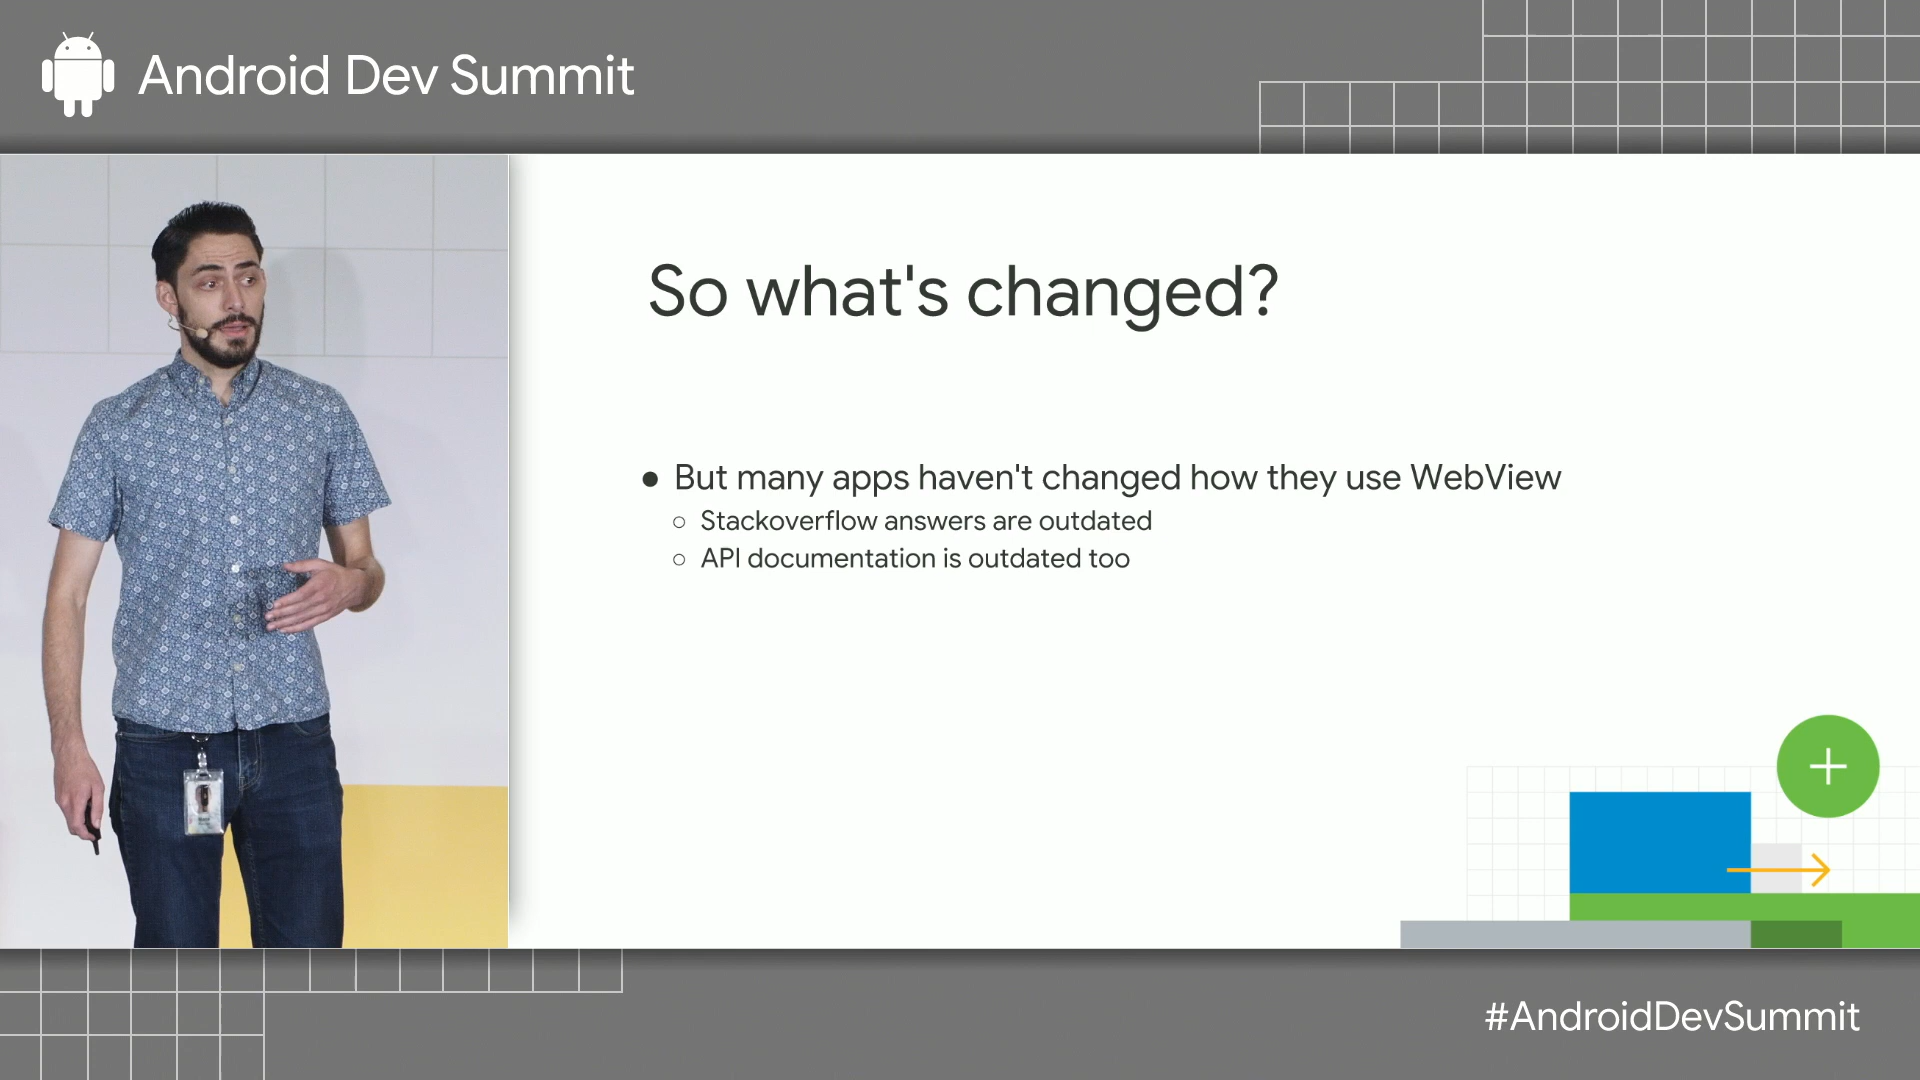 Android Dev Summit
So what's changed?
● But many apps haven't changed how they use WebView
○ Stackoverflow answers are outdated
○ API documentation is outdated too
#AndroidDevSummit